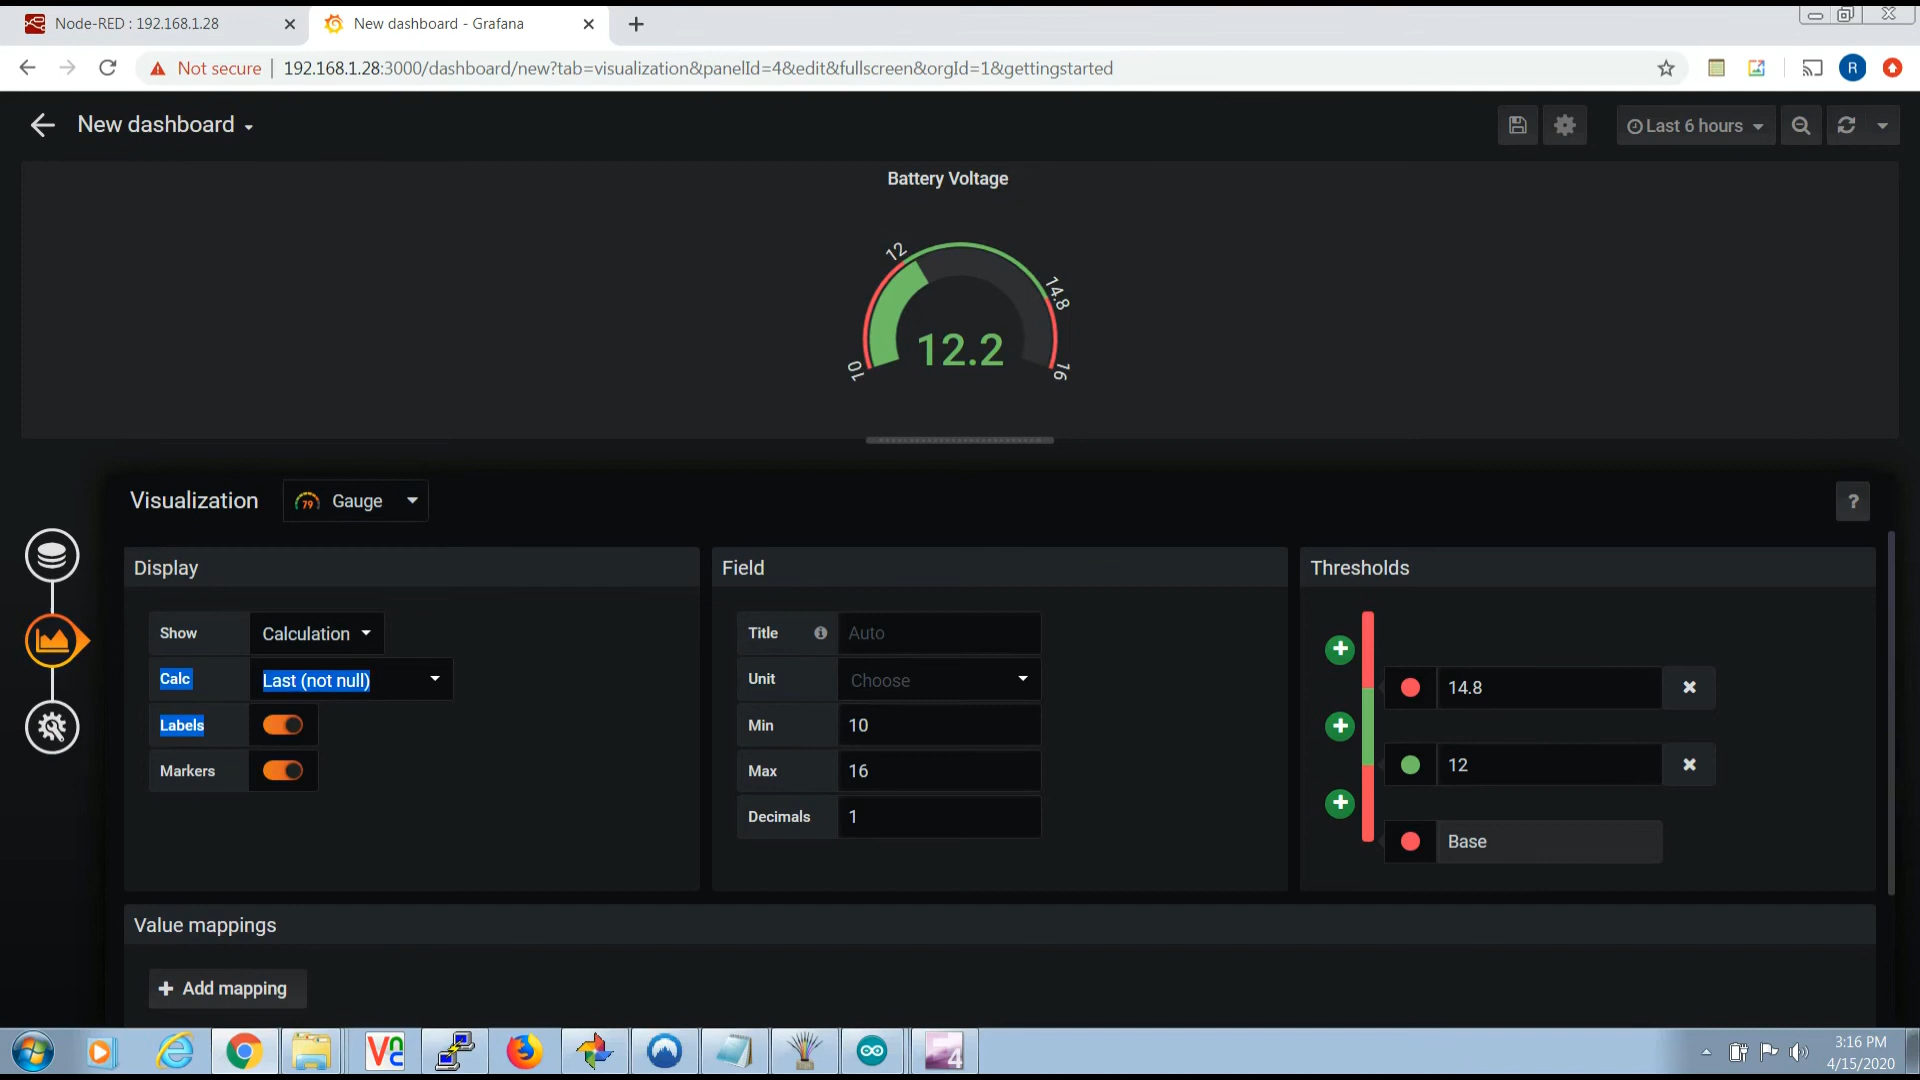 Node-RED : 192.168.1.28
New dashboard - Grafana
Not secure
192.168.1.28:3000/dashboard/new?tab=visualization&panelId=4&edit&fullscreen&orgId=1&gettingstarted
R
New dashboard
Last 6 hours
Battery Voltage
12
14.8
12.2
10
16
Visualization
79
Gauge
?
Display
Field
Thresholds
Show
Calculation
Title
Auto
Calc
Last (not null)
Unit
Choose
14.8
Labels
Min
10
12
Markers
Max
16
Decimals
1
Base
Value mappings
Add mapping
VNC
4
3:16 PM
4/15/2020